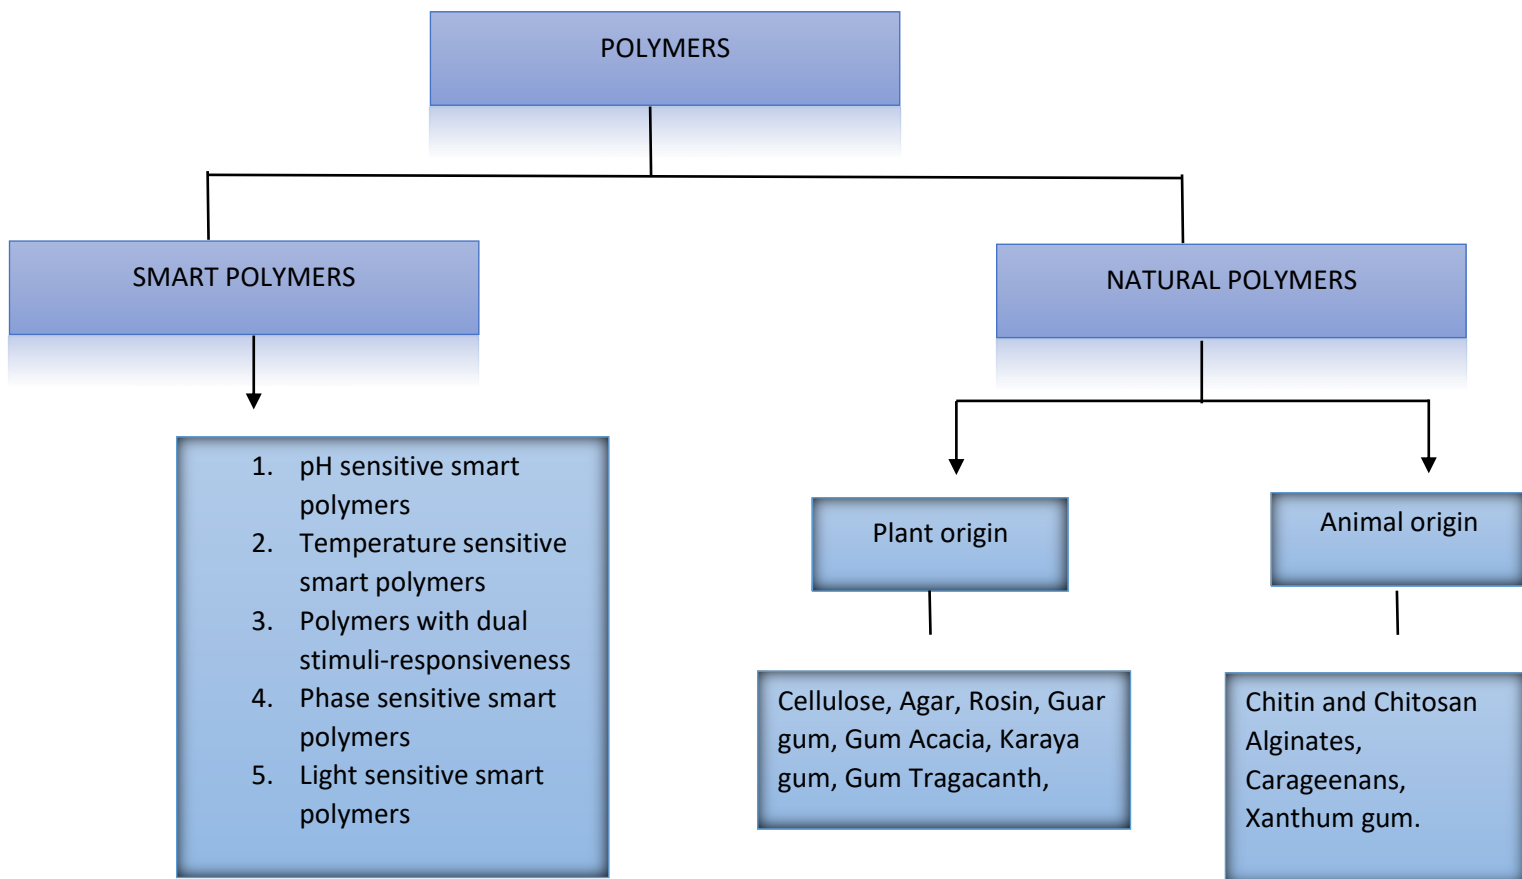 POLYMERS
SMART POLYMERS
NATURAL POLYMERS
1. pH sensitive smart
polymers
2. Temperature sensitive
smart polymers
3. Polymers with dual
stimuli-responsiveness
4. Phase sensitive smart
polymers
5. Light sensitive smart
polymers
Plant origin
Animal origin
Cellulose, Agar, Rosin, Guar
gum, Gum Acacia, Karaya
gum, Gum Tragacanth,
Chitin and Chitosan
Alginates,
Carageenans,
Xanthum gum.